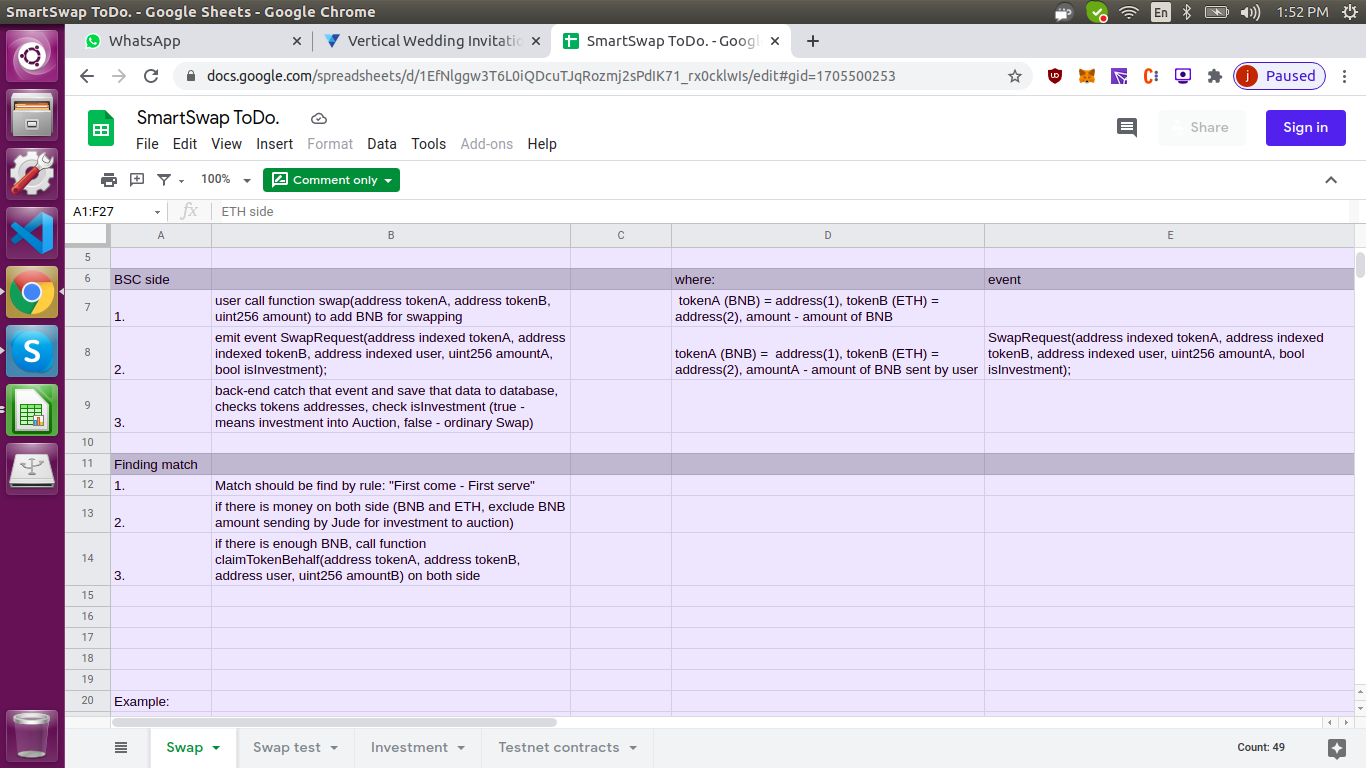 SmartSwap ToDo. - Google Sheets - Google Chrome
En
1:52 PM
WhatsApp
Vertical Wedding Invitatio
SmartSwap ToDo. - Googl
docs.google.com/spreadsheets/d/1EfNlggw3T6L0iQDcuTJqRozmj2sPdIK71_rx0cklwIs/edit#gid=1705500253
j
Paused
SmartSwap ToDo.
File
Edit
View
Insert
Format
Data
Tools
Add-ons
Help
Share
Sign in
100%
Comment only
A1:F27
fx
ETH side
A
B
C
D
E
5
6
BSC side
where:
event
7
1.
user call function swap(address tokenA, address tokenB,
uint256 amount) to add BNB for swapping
tokenA (BNB) = address(1), tokenB (ETH) =
address(2), amount - amount of BNB
8
2.
emit event SwapRequest(address indexed tokenA, address
indexed tokenB, address indexed user, uint256 amountA,
bool isInvestment);
tokenA (BNB) = address(1), tokenB (ETH) =
address(2), amountA - amount of BNB sent by user
SwapRequest(address indexed tokenA, address indexed
tokenB, address indexed user, uint256 amountA, bool
isInvestment);
9
3.
back-end catch that event and save that data to database,
checks tokens addresses, check isInvestment (true -
means investment into Auction, false - ordinary Swap)
10
11
Finding match
12
1.
Match should be find by rule: "First come - First serve"
13
2.
if there is money on both side (BNB and ETH, exclude BNB
amount sending by Jude for investment to auction)
14
3.
if there is enough BNB, call function
claimTokenBehalf(address tokenA, address tokenB,
address user, uint256 amountB) on both side
15
16
17
18
19
20
Example:
Swap
Swap test
Investment
Testnet contracts
Count: 49